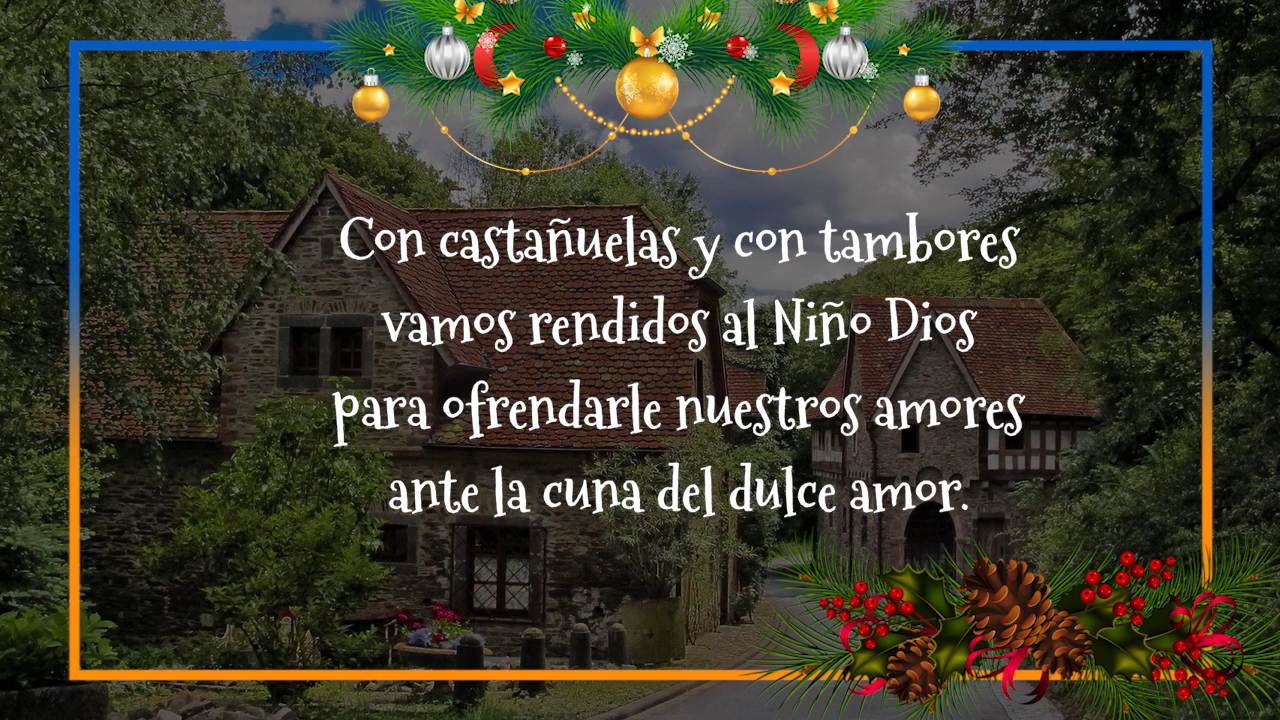 Con castañuelas y con tambores
vamos rendidos al Niño Dios
para ofrendarle nuestros amores
ante la cuna del dulce amor.